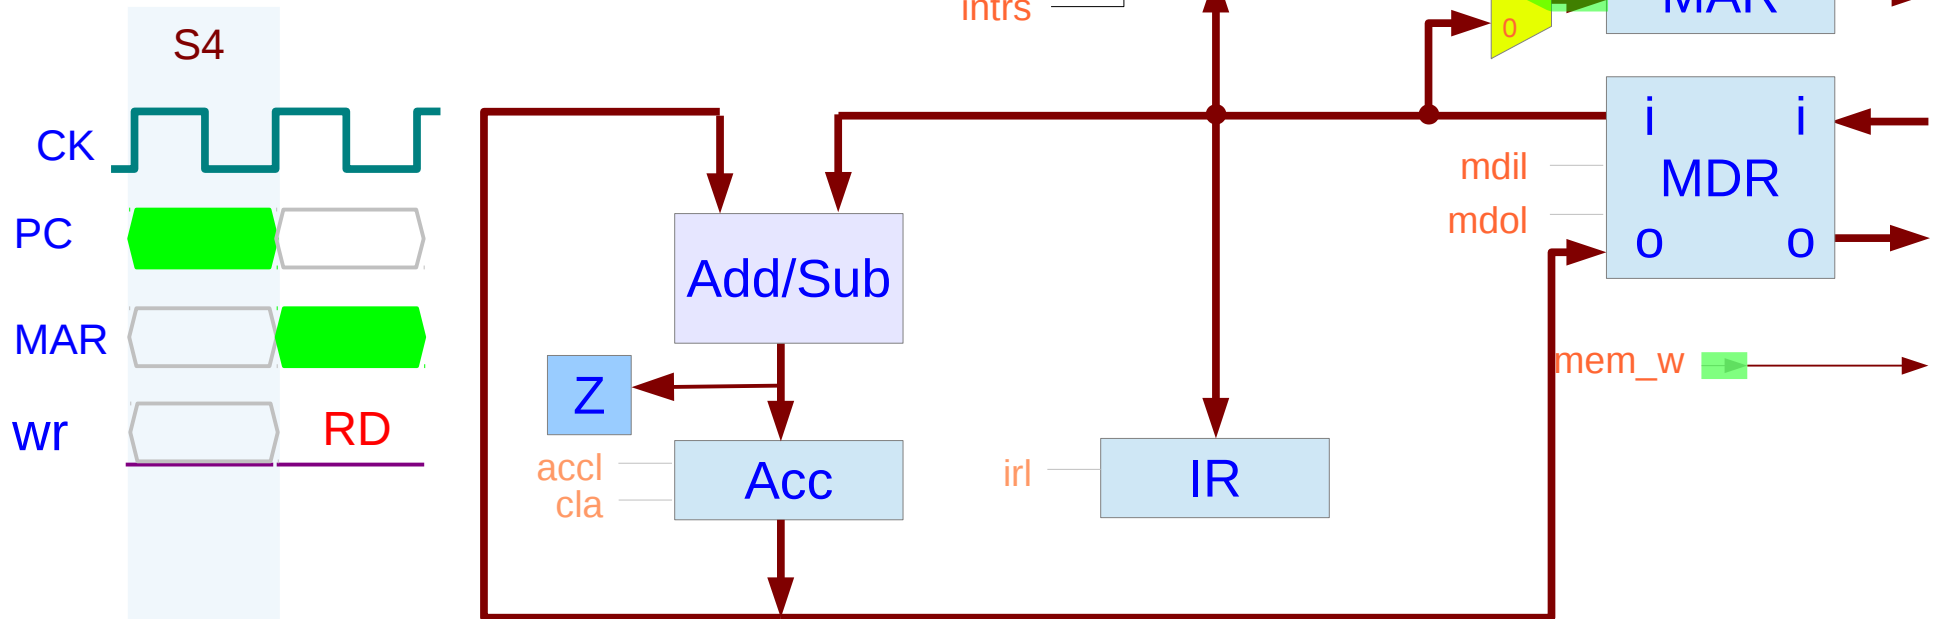 intrs
MAR
0
S4
CK
PC
MAR
wr
RD
i
i
mdil
MDR
mdol
o
o
Add/Sub
mem_w
Z
accl
cla
Acc
irl
IR